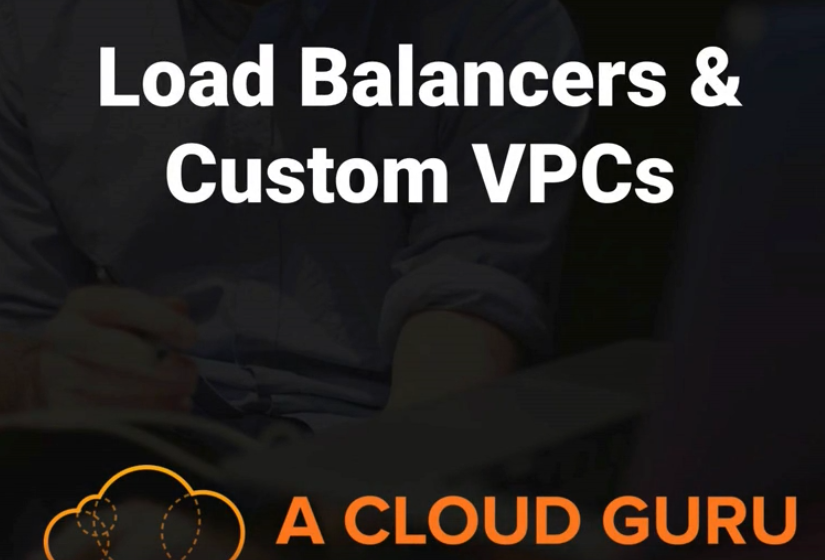 Load Balancers &
Custom VPCs
A CLOUD GURU